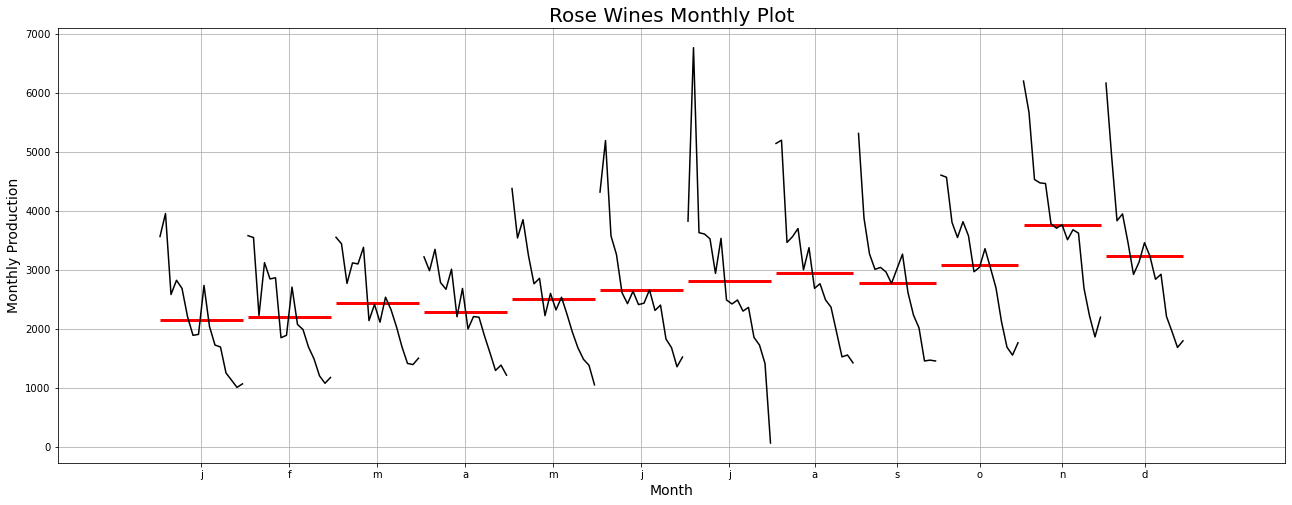 Rose Wines Monthly Plot
7000
6000
5000
4000
3000
2000
1000
0
Monthly Production
j f m a m j j a s o n d
Month